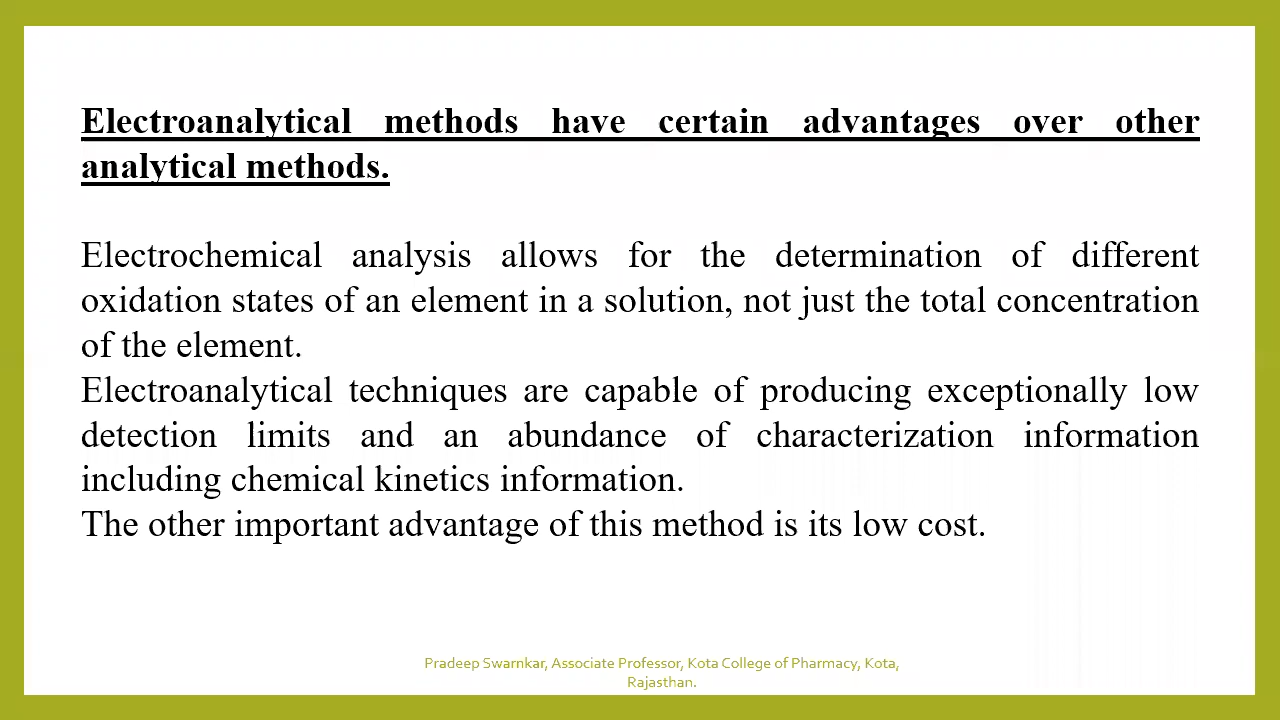 Electroanalytical methods have certain advantages over other
analytical methods.
Electrochemical analysis allows for the determination of different
oxidation states of an element in a solution, not just the total concentration
of the element.
Electroanalytical techniques are capable of producing exceptionally low
detection limits and an abundance of characterization information
including chemical kinetics information.
The other important advantage of this method is its low cost.
Pradeep Swarnkar, Associate Professor, Kota College of Pharmacy, Kota,
Rajasthan.